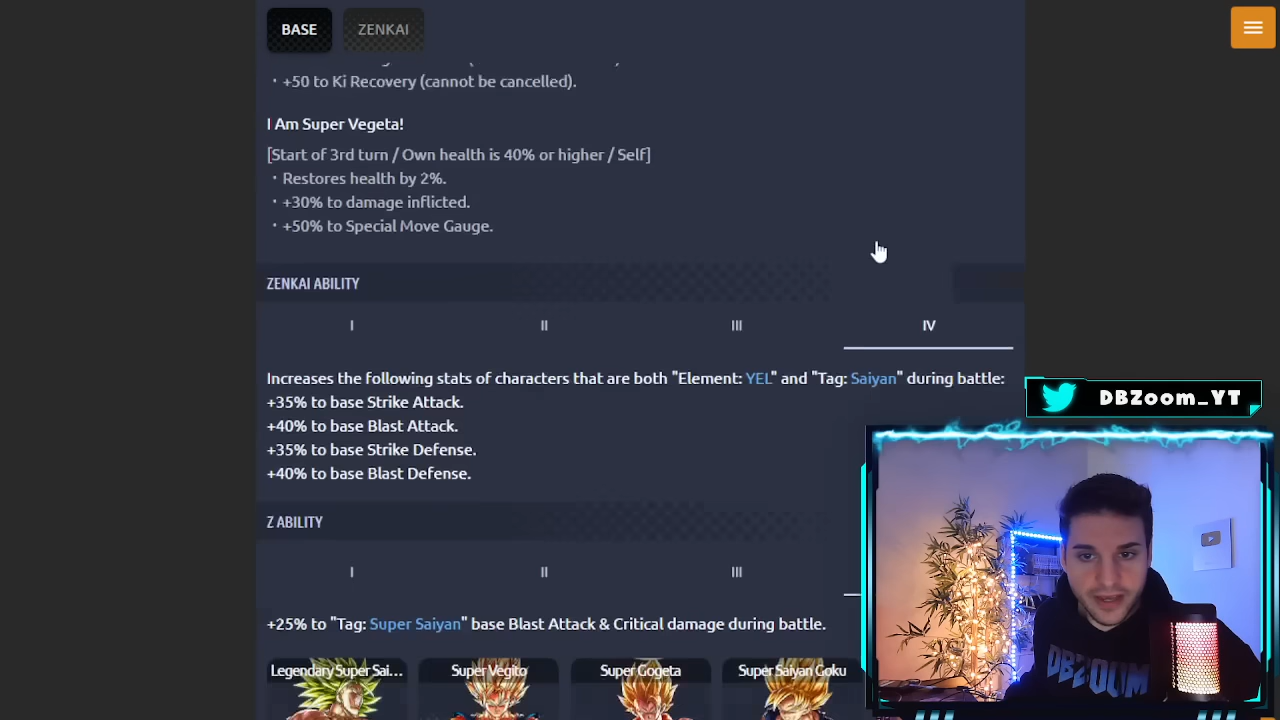 BASE
ZENKAI
· +50 to Ki Recovery (cannot be cancelled).
I Am Super Vegeta!
[Start of 3rd turn / Own health is 40% or higher / Self]
· Restores health by 2%.
· +30% to damage inflicted.
· +50% to Special Move Gauge.
ZENKAI ABILITY
I II III IV
Increases the following stats of characters that are both "Element: YEL" and "Tag: Saiyan" during battle:
+35% to base Strike Attack.
+40% to base Blast Attack.
+35% to base Strike Defense.
+40% to base Blast Defense.
DBZoom_YT
Z ABILITY
I II III
+25% to "Tag: Super Saiyan" base Blast Attack & Critical damage during battle.
Legendary Super Sai... Super Vegito Super Gogeta Super Saiyan Goku
DBZOOM